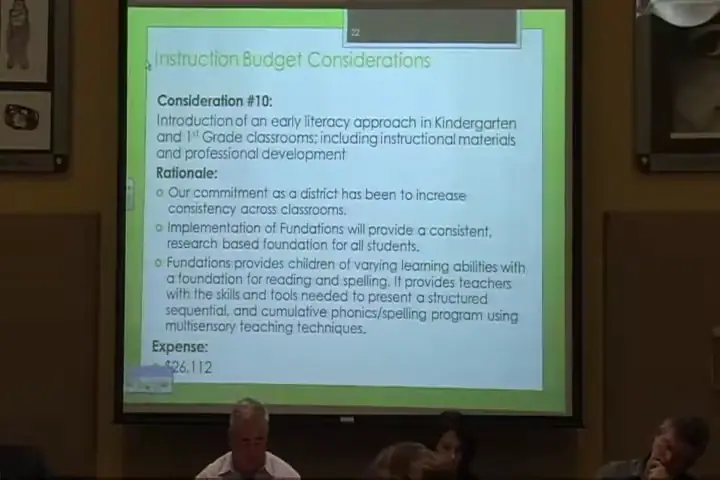 22
Instruction Budget Considerations
Consideration #10:
Introduction of an early literacy approach in Kindergarten
and 1st Grade classrooms; including instructional materials
and professional development
Rationale:
o Our commitment as a district has been to increase
consistency across classrooms.
o Implementation of Fundations will provide a consistent,
research based foundation for all students.
o Fundations provides children of varying learning abilities with
a foundation for reading and spelling. It provides teachers
with the skills and tools needed to present a structured
sequential, and cumulative phonics/spelling program using
multisensory teaching techniques.
Expense:
$26,112